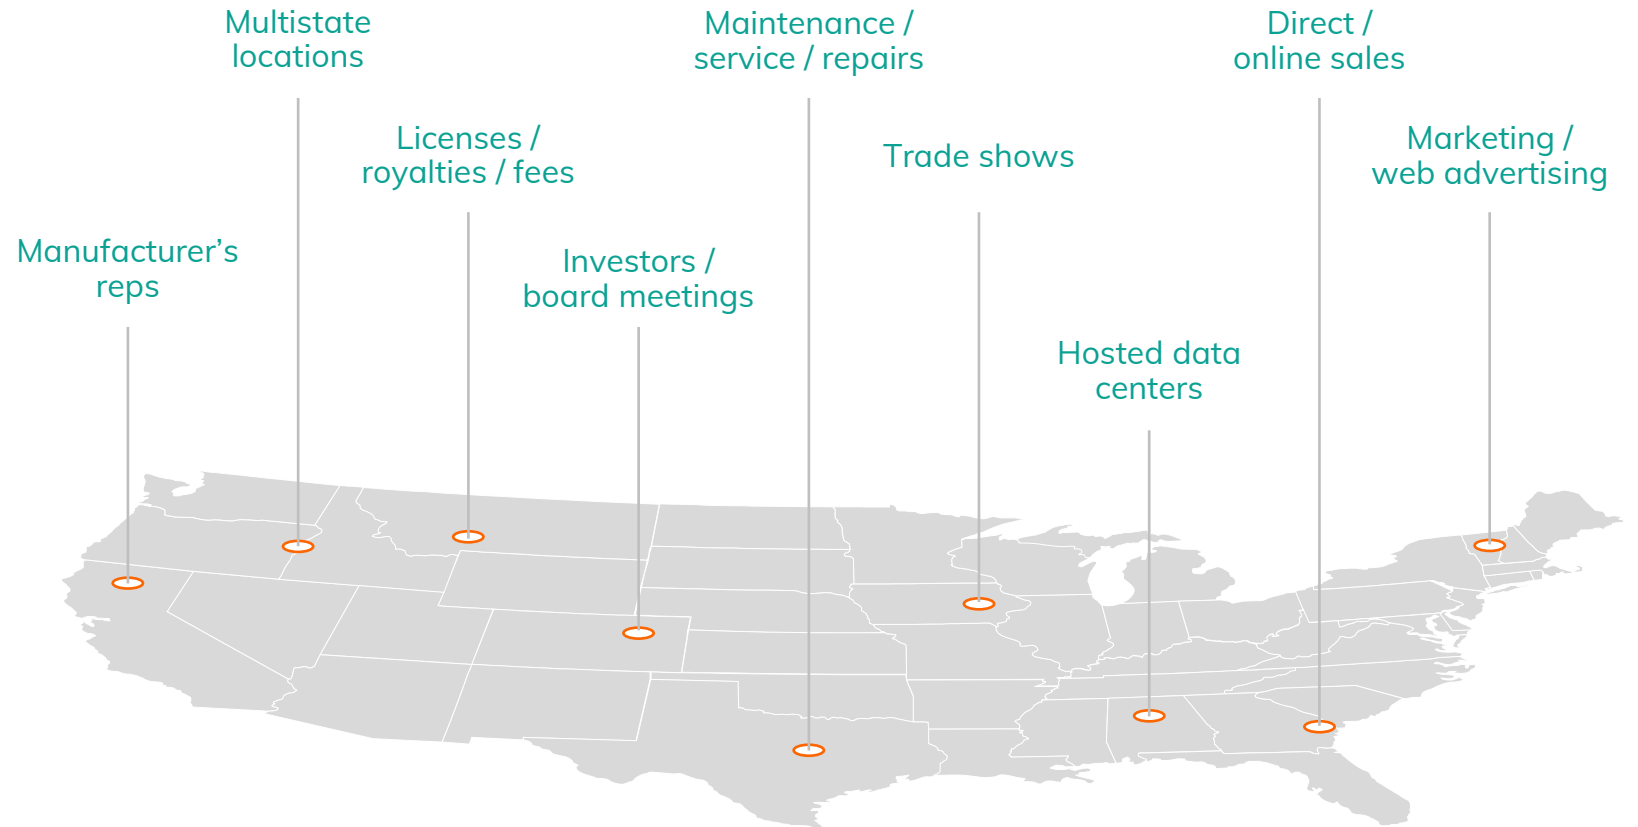 Multistate
locations
Maintenance /
service / repairs
Direct /
online sales
Licenses /
royalties / fees
Trade shows
Marketing /
web advertising
Manufacturer’s
reps
Investors /
board meetings
Hosted data
centers